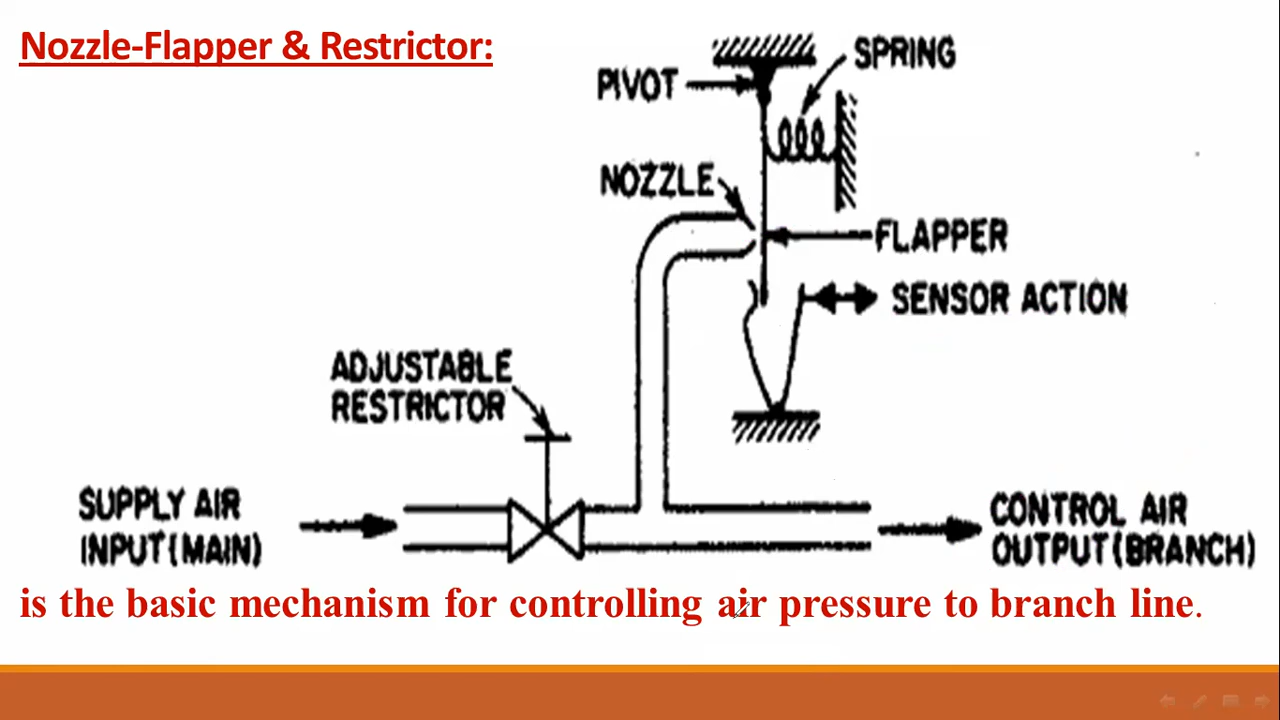 Nozzle-Flapper & Restrictor:
SPRING
PIVOT
NOZZLE
FLAPPER
SENSOR ACTION
ADJUSTABLE
RESTRICTOR
SUPPLY AIR
INPUT(MAIN)
CONTROL AIR
OUTPUT(BRANCH)
is the basic mechanism for controlling air pressure to branch line.